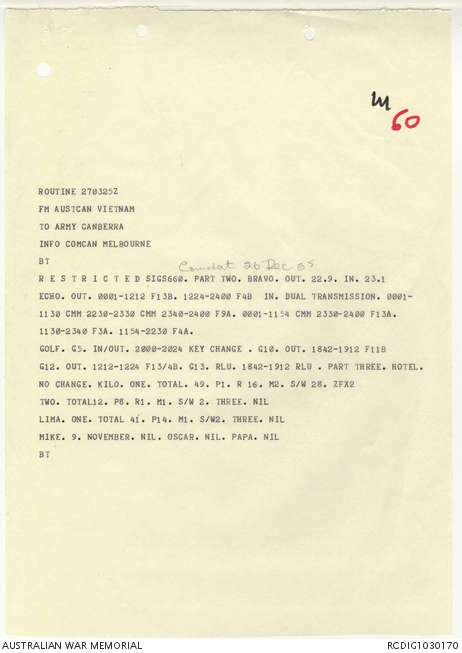 60
ROUTINE 270325Z
FM AUSTCAN VIETNAM
TO ARMY CANBERRA
INFO COMCAN MELBOURNE
BT
Comdat 26 Dec 65
R E S T R I C T E D SIGS660. PART TWO. BRAVO. OUT. 22.9. IN. 23.1
ECHO. OUT. 0001-1212 F13B. 1224-2400 F4B IN. DUAL TRANSMISSION. 0001-
1130 CMM 2230-2330 CMM 2340-2400 F9A. 0001-1154 CMM 2330-2400 F13A.
1130-2340 F3A. 1154-2230 F4A.
GOLF. G5. IN/OUT. 2000-2024 KEY CHANGE . G10. OUT. 1842-1912 F11B
G12. OUT. 1212-1224 F13/4B. G13. RLU. 1842-1912 RLU . PART THREE. HOTEL.
NO CHANGE. KILO. ONE. TOTAL. 49. P1. R 16. M2. S/W 28. ZFX2
TWO. TOTAL12. P8. R1. M1. S/W 2. THREE. NIL
LIMA. ONE. TOTAL 41. P14. M1. S/W2. THREE. NIL
MIKE. 9. NOVEMBER. NIL. OSCAR. NIL. PAPA. NIL
BT
AUSTRALIAN WAR MEMORIAL
RCDIG1030170